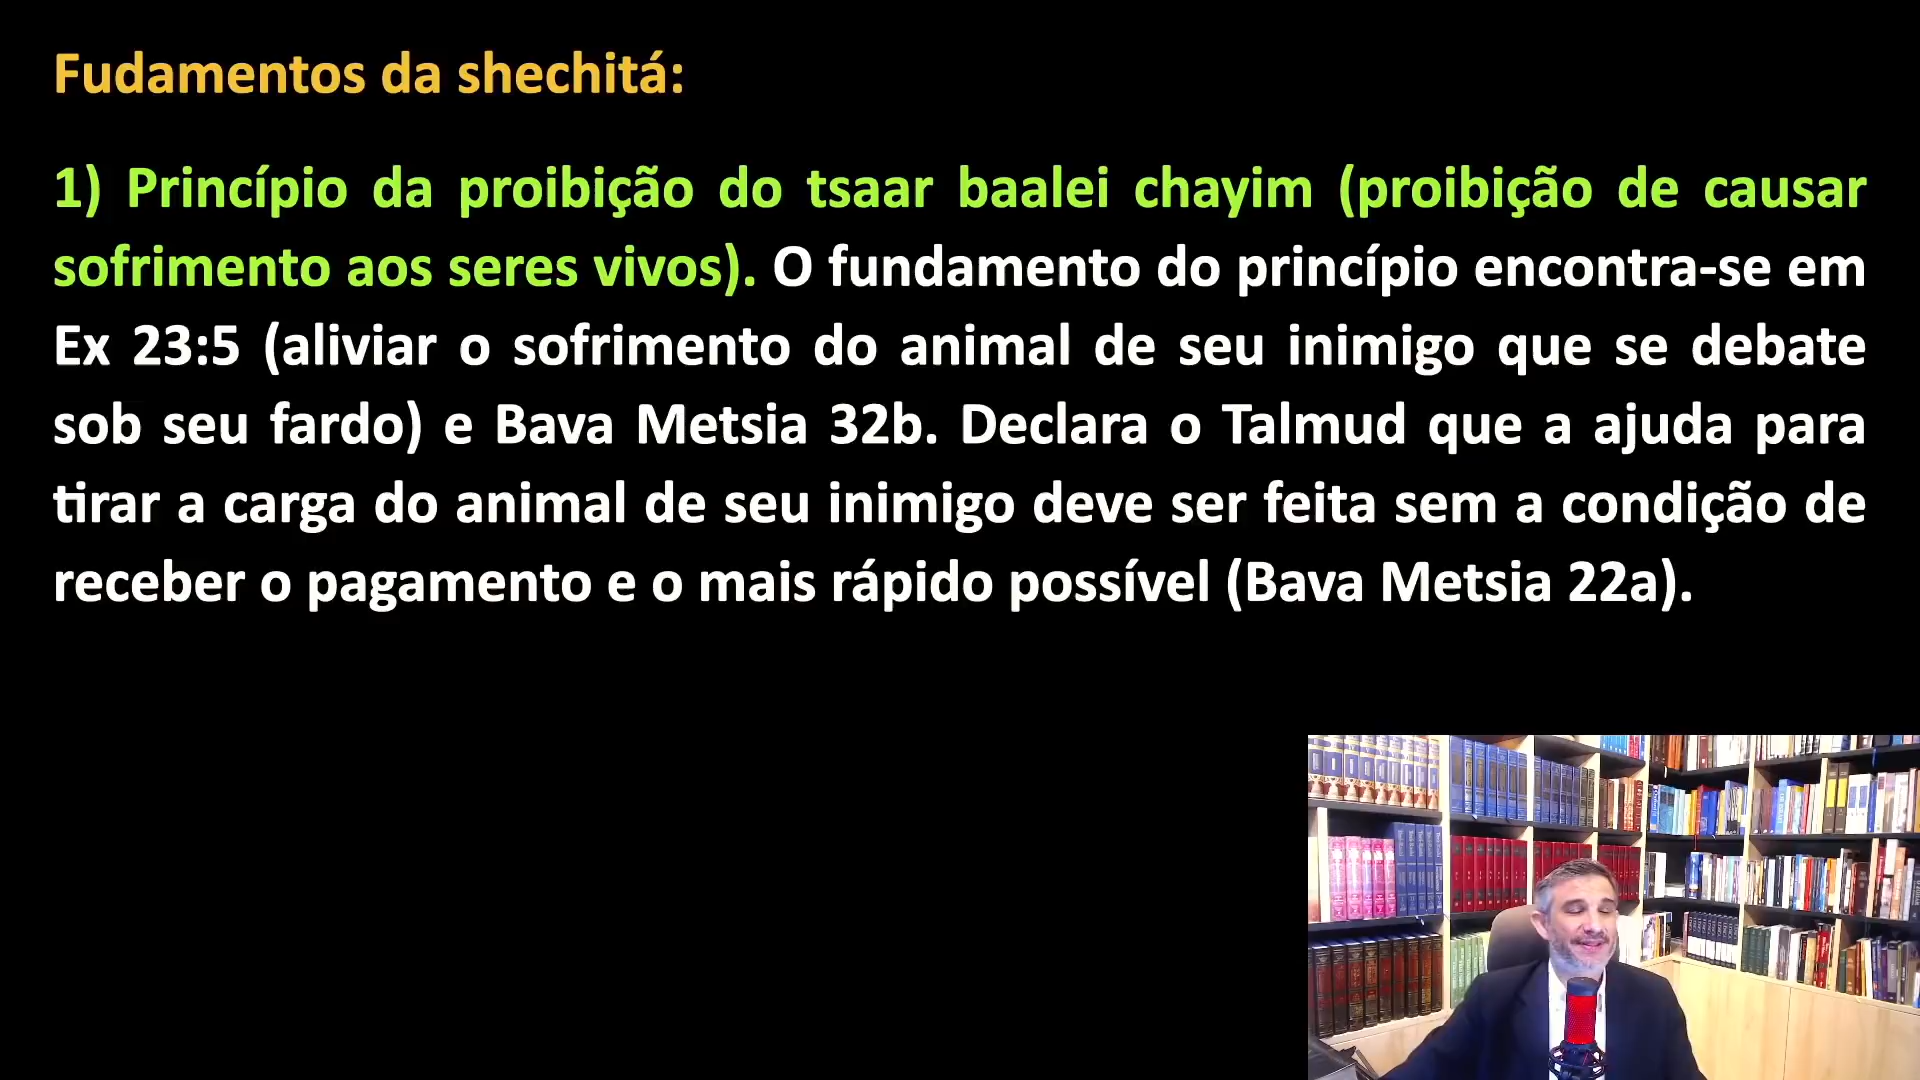 Fudamentos da shechitá:
1) Princípio da proibição do tsaar baalei chayim (proibição de causar
sofrimento aos seres vivos). O fundamento do princípio encontra-se em
Ex 23:5 (aliviar o sofrimento do animal de seu inimigo que se debate
sob seu fardo) e Bava Metsia 32b. Declara o Talmud que a ajuda para
tirar a carga do animal de seu inimigo deve ser feita sem a condição de
receber o pagamento e o mais rápido possível (Bava Metsia 22a).